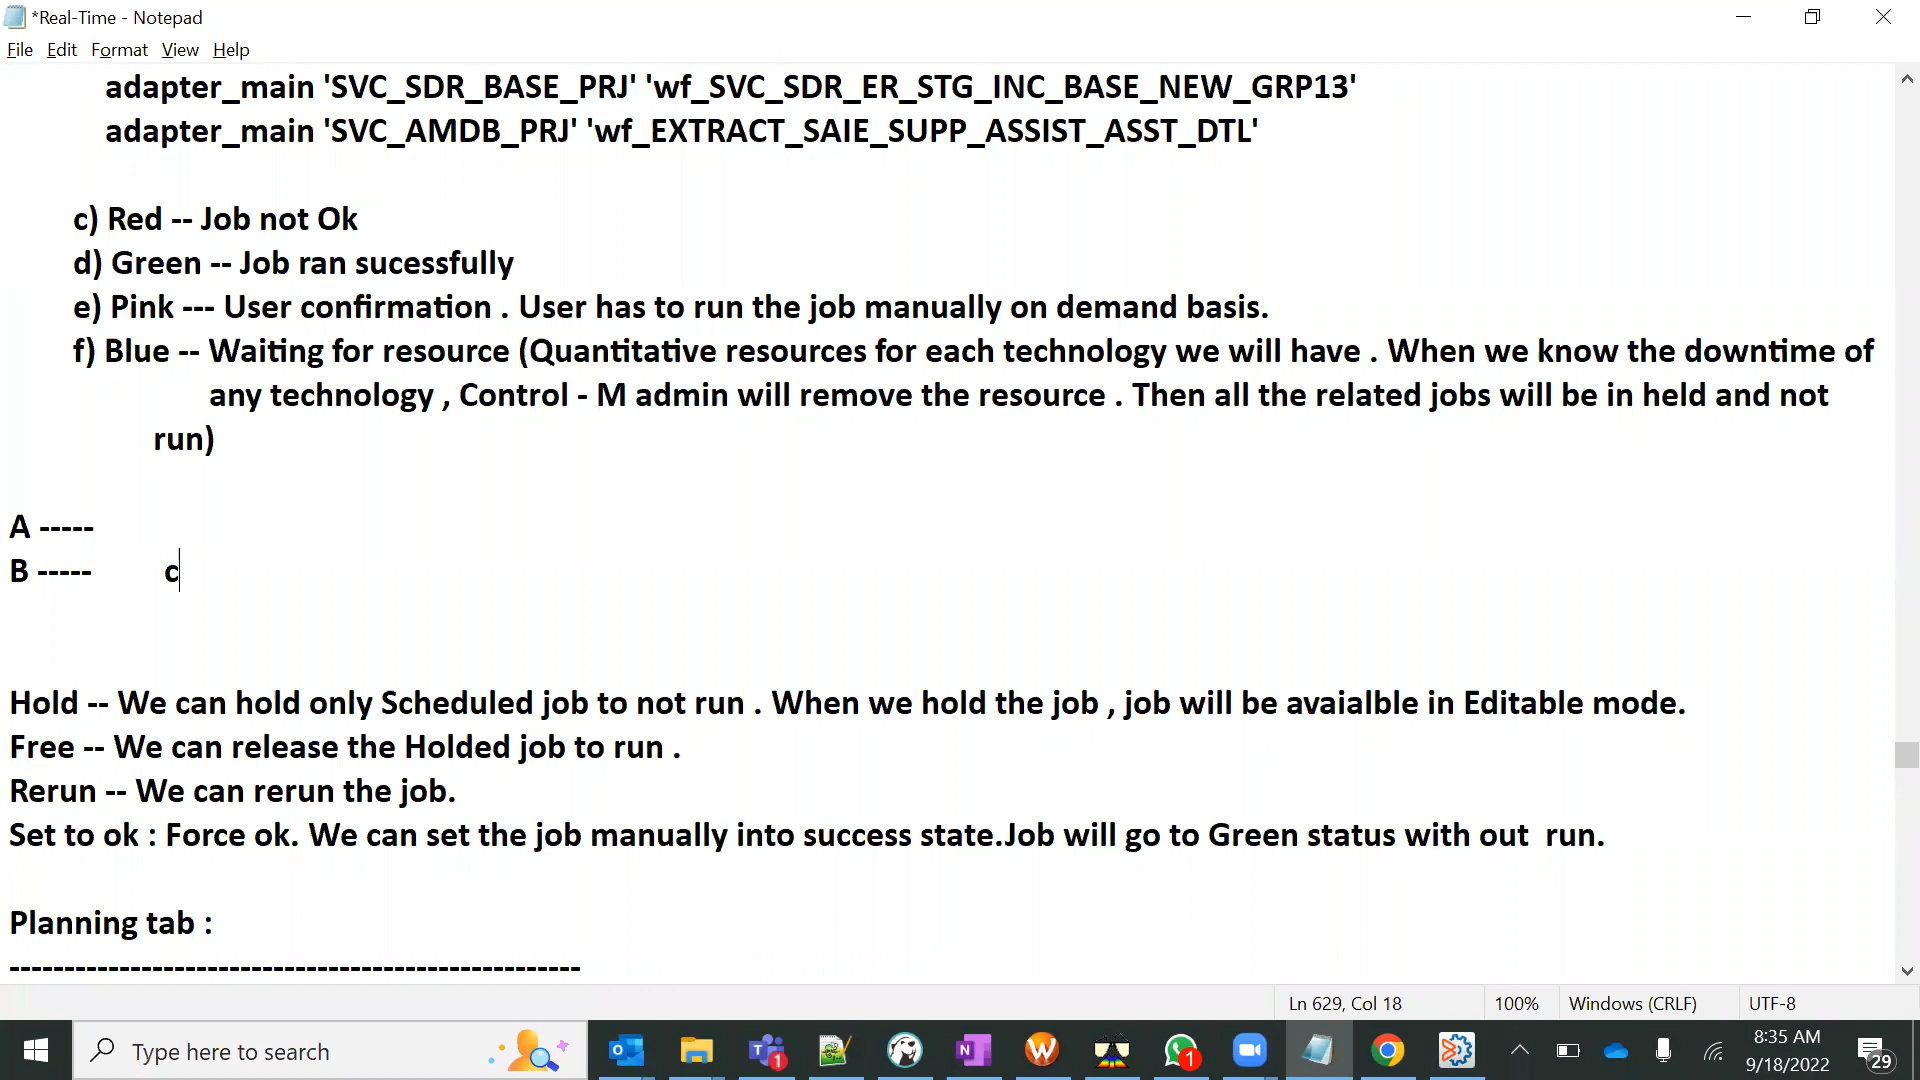 *Real-Time - Notepad
File Edit Format View Help
adapter_main 'SVC_SDR_BASE_PRJ' 'wf_SVC_SDR_ER_STG_INC_BASE_NEW_GRP13'
adapter_main 'SVC_AMDB_PRJ' 'wf_EXTRACT_SAIE_SUPP_ASSIST_ASST_DTL'
c) Red -- Job not Ok
d) Green -- Job ran sucessfully
e) Pink --- User confirmation . User has to run the job manually on demand basis.
f) Blue -- Waiting for resource (Quantitative resources for each technology we will have . When we know the downtime of
any technology , Control - M admin will remove the resource . Then all the related jobs will be in held and not
run)
A -----
B ----- c
Hold -- We can hold only Scheduled job to not run . When we hold the job , job will be avaialble in Editable mode.
Free -- We can release the Holded job to run .
Rerun -- We can rerun the job.
Set to ok : Force ok. We can set the job manually into success state.Job will go to Green status with out  run.
Planning tab :
----------------------------------------------------
Ln 629, Col 18 100% Windows (CRLF) UTF-8
Type here to search
8:35 AM
9/18/2022
1
1
29